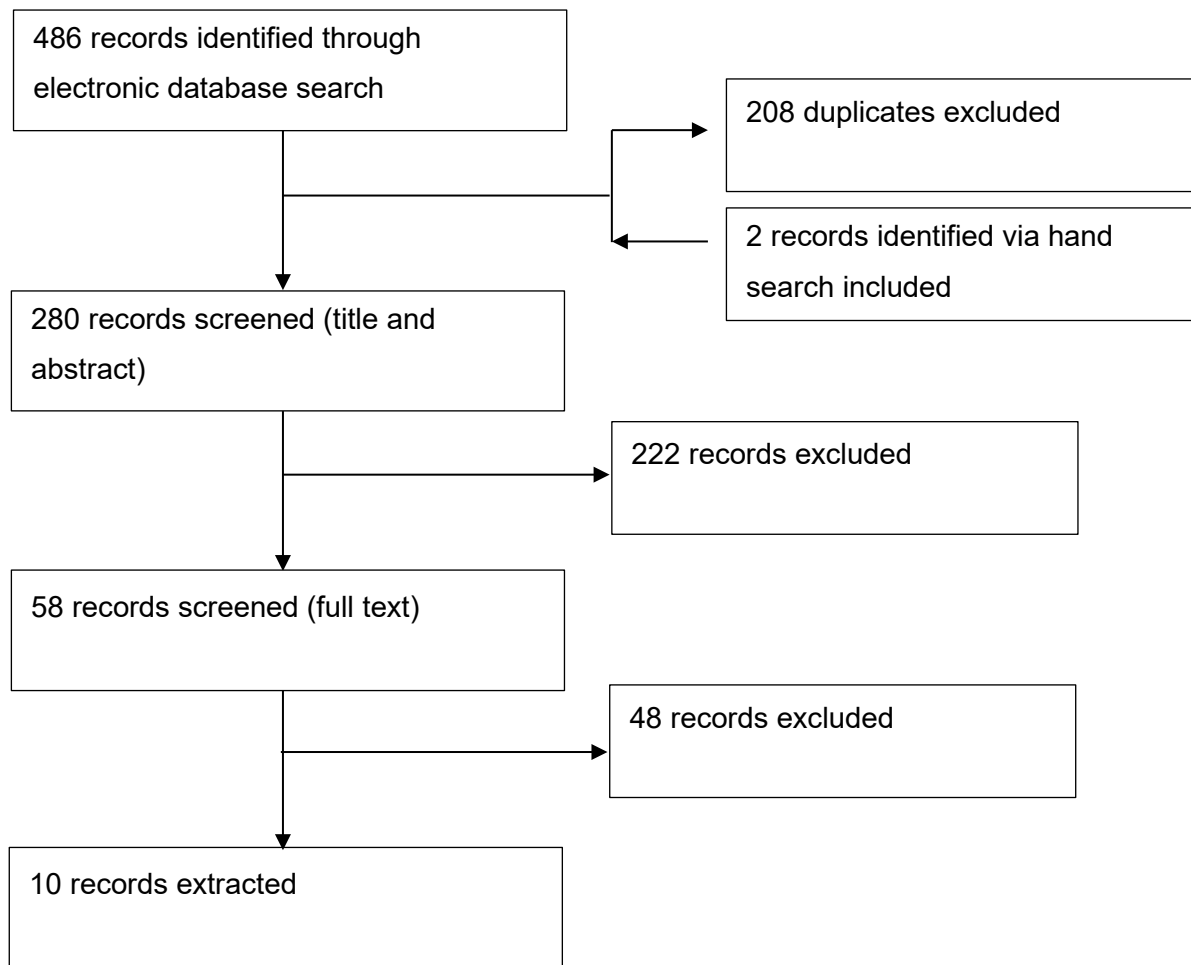 486 records identified through
electronic database search
208 duplicates excluded
2 records identified via hand
search included
280 records screened (title and
abstract)
222 records excluded
58 records screened (full text)
48 records excluded
10 records extracted